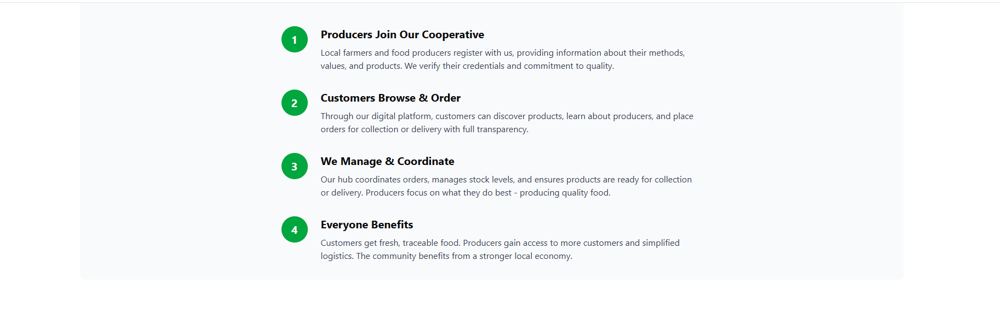 1
Producers Join Our Cooperative
Local farmers and food producers register with us, providing information about their methods,
values, and products. We verify their credentials and commitment to quality.
2
Customers Browse & Order
Through our digital platform, customers can discover products, learn about producers, and place
orders for collection or delivery with full transparency.
3
We Manage & Coordinate
Our hub coordinates orders, manages stock levels, and ensures products are ready for collection
or delivery. Producers focus on what they do best - producing quality food.
4
Everyone Benefits
Customers get fresh, traceable food. Producers gain access to more customers and simplified
logistics. The community benefits from a stronger local economy.